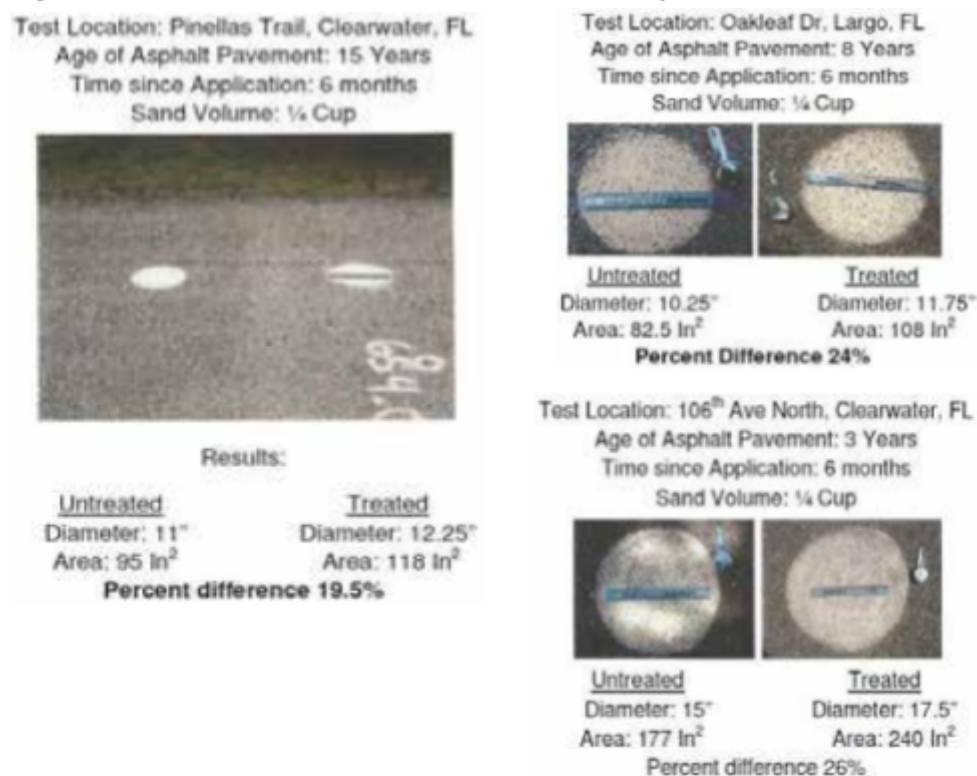 Test Location: Pinellas Trail, Clearwater, FL
Age of Asphalt Pavement: 15 Years
Time since Application: 6 months
Sand Volume: ¼ Cup
Results:
Untreated Treated
Diameter: 11" Diameter: 12.25"
Area: 95 In² Area: 118 In²
Percent difference 19.5%
Test Location: Oakleaf Dr, Largo, FL
Age of Asphalt Pavement: 8 Years
Time since Application: 6 months
Sand Volume: ¼ Cup
Untreated Treated
Diameter: 10.25" Diameter: 11.75"
Area: 82.5 In² Area: 108 In²
Percent Difference 24%
Test Location: 106th Ave North, Clearwater, FL
Age of Asphalt Pavement: 3 Years
Time since Application: 6 months
Sand Volume: ¼ Cup
Untreated Treated
Diameter: 15" Diameter: 17.5"
Area: 177 In² Area: 240 In²
Percent difference 26%